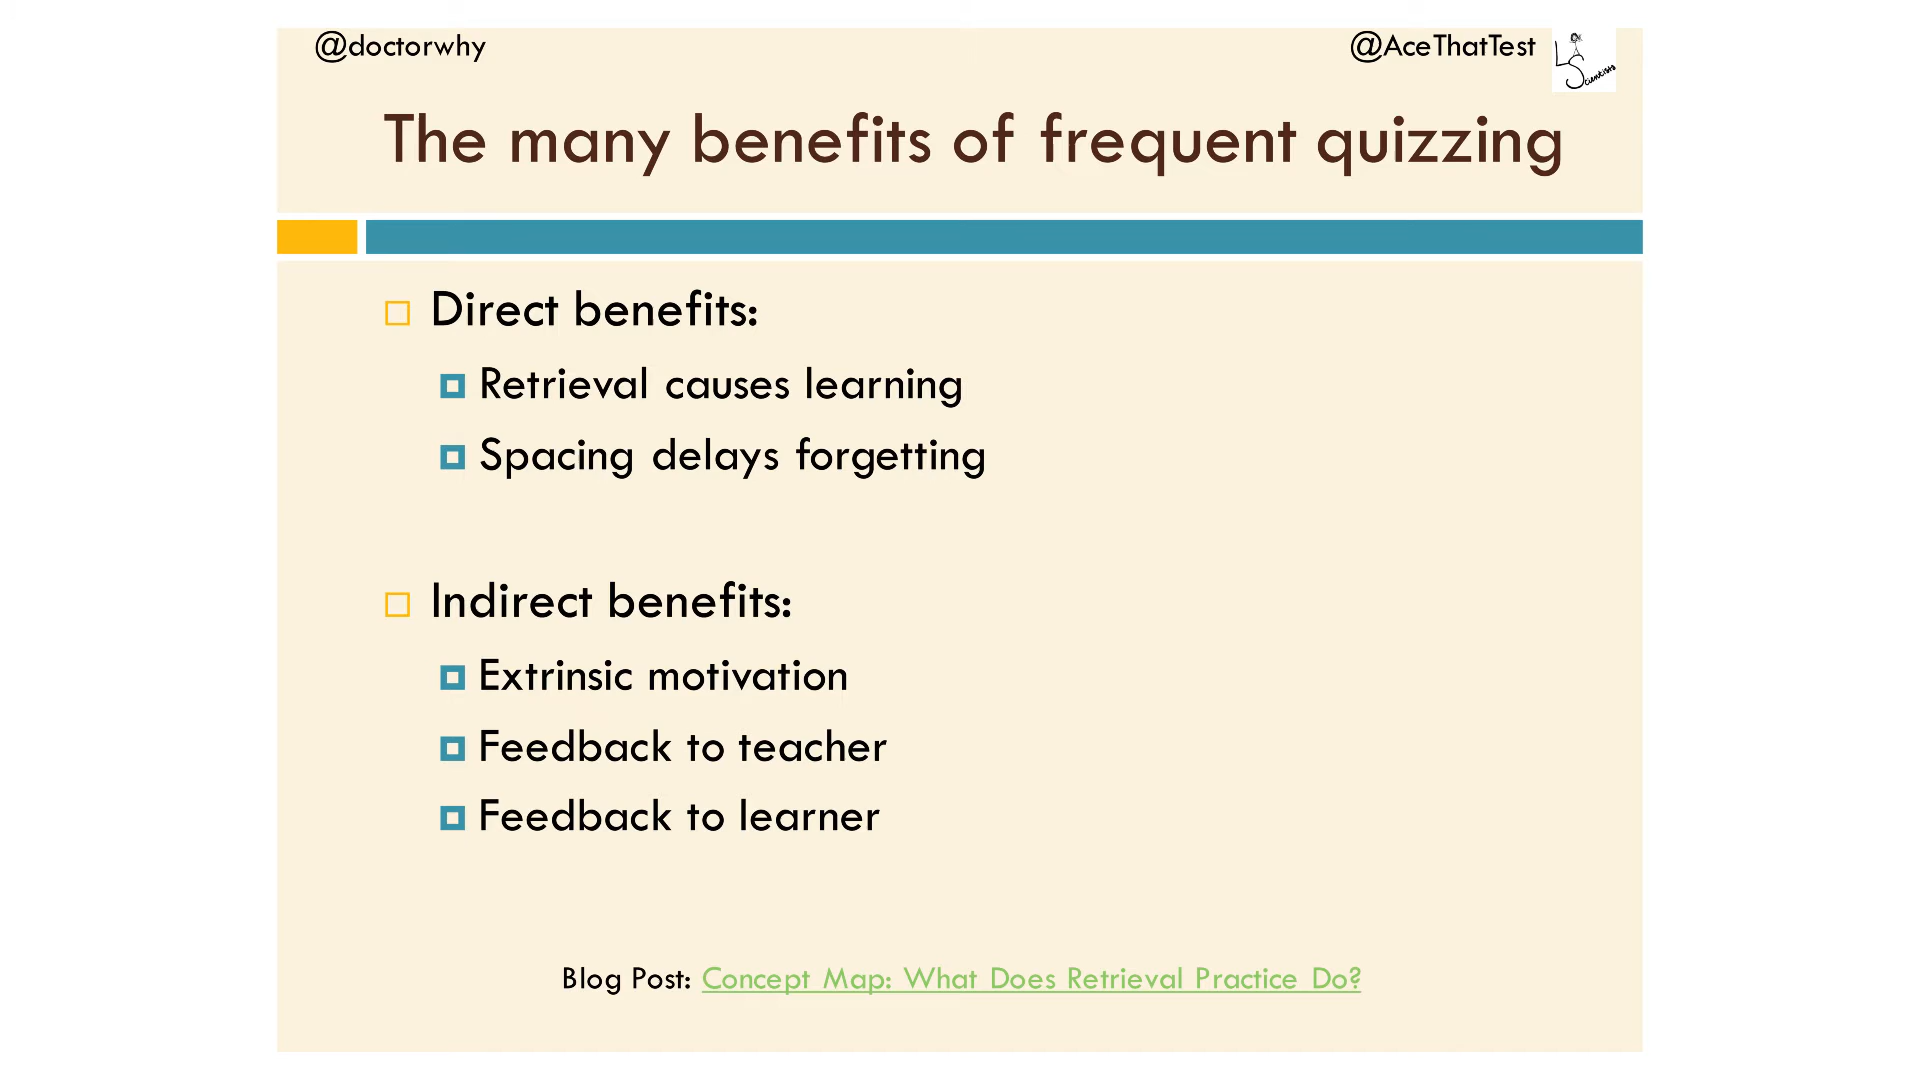 @doctorwhy
@AceThatTest
L
Scientists
The many benefits of frequent quizzing
Direct benefits:
Retrieval causes learning
Spacing delays forgetting
Indirect benefits:
Extrinsic motivation
Feedback to teacher
Feedback to learner
Blog Post: Concept Map: What Does Retrieval Practice Do?